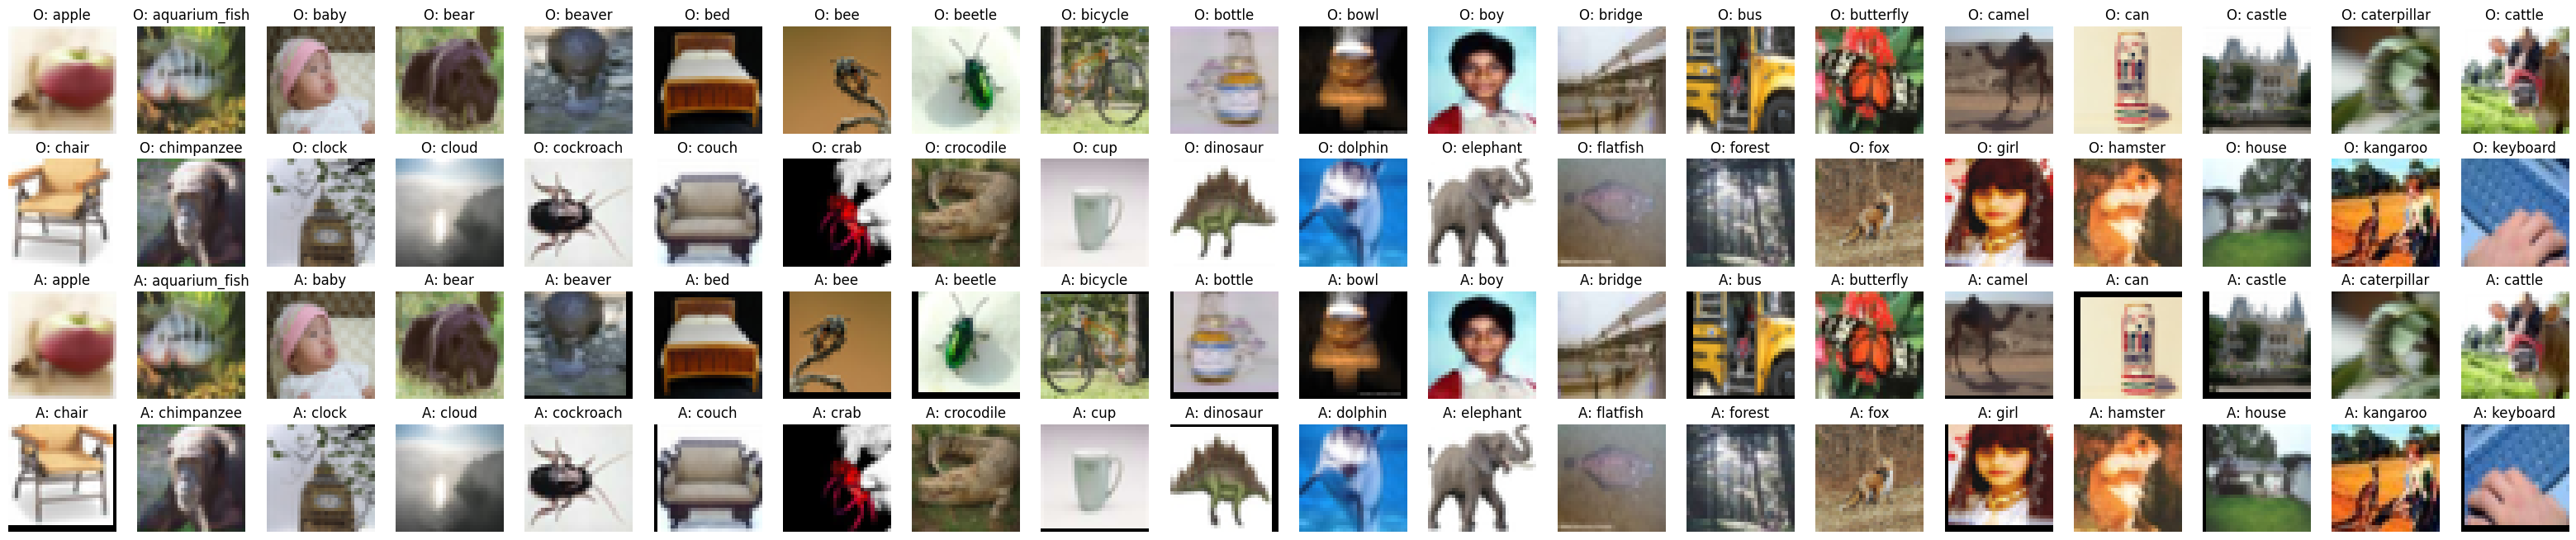 O: apple O: aquarium_fish O: baby O: bear O: beaver O: bed O: bee O: beetle O: bicycle O: bottle O: bowl O: boy O: bridge O: bus O: butterfly O: camel O: can O: castle O: caterpillar O: cattle
O: chair O: chimpanzee O: clock O: cloud O: cockroach O: couch O: crab O: crocodile O: cup O: dinosaur O: dolphin O: elephant O: flatfish O: forest O: fox O: girl O: hamster O: house O: kangaroo O: keyboard
A: apple A: aquarium_fish A: baby A: bear A: beaver A: bed A: bee A: beetle A: bicycle A: bottle A: bowl A: boy A: bridge A: bus A: butterfly A: camel A: can A: castle A: caterpillar A: cattle
A: chair A: chimpanzee A: clock A: cloud A: cockroach A: couch A: crab A: crocodile A: cup A: dinosaur A: dolphin A: elephant A: flatfish A: forest A: fox A: girl A: hamster A: house A: kangaroo A: keyboard